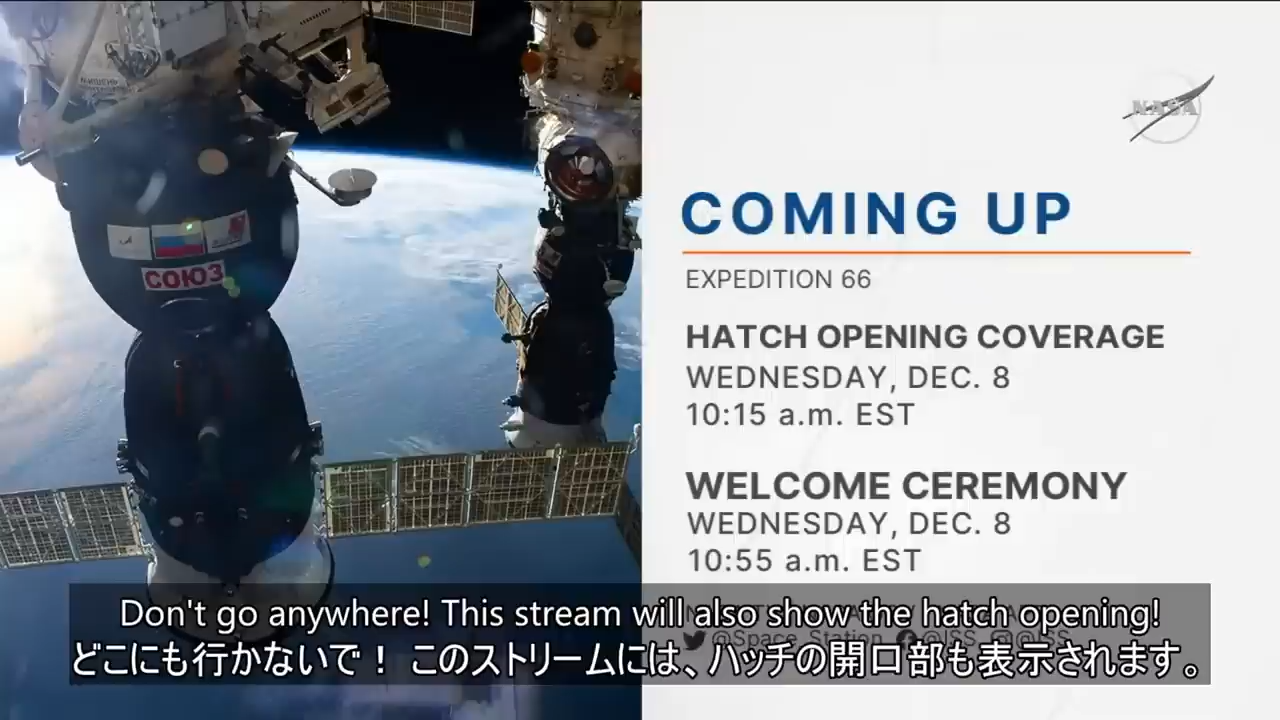 СОЮЗ
NASA
COMING UP
EXPEDITION 66
HATCH OPENING COVERAGE
WEDNESDAY, DEC. 8
10:15 a.m. EST
WELCOME CEREMONY
WEDNESDAY, DEC. 8
10:55 a.m. EST
@Space_Station @ISS @ISS
Don't go anywhere! This stream will also show the hatch opening!
どこにも行かないで！ このストリームには、ハッチの開口部も表示されます。